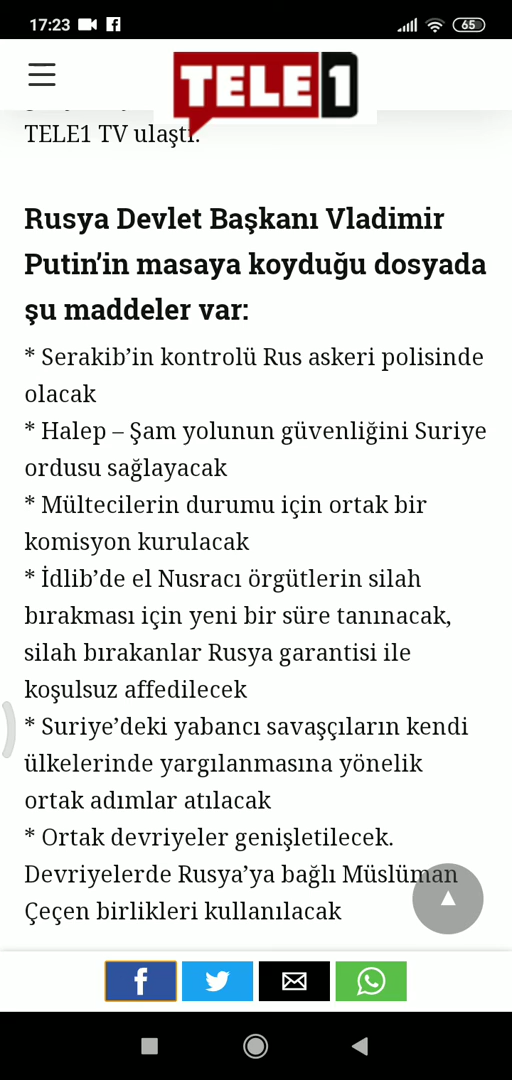 17:23
65
TELE1
TELE1 TV ulaştı.
Rusya Devlet Başkanı Vladimir
Putin’in masaya koyduğu dosyada
şu maddeler var:
* Serakib’in kontrolü Rus askeri polisinde
olacak
* Halep – Şam yolunun güvenliğini Suriye
ordusu sağlayacak
* Mültecilerin durumu için ortak bir
komisyon kurulacak
* İdlib’de el Nusracı örgütlerin silah
bırakması için yeni bir süre tanınacak,
silah bırakanlar Rusya garantisi ile
koşulsuz affedilecek
* Suriye’deki yabancı savaşçıların kendi
ülkelerinde yargılanmasına yönelik
ortak adımlar atılacak
* Ortak devriyeler genişletilecek.
Devriyelerde Rusya’ya bağlı Müslüman
Çeçen birlikleri kullanılacak